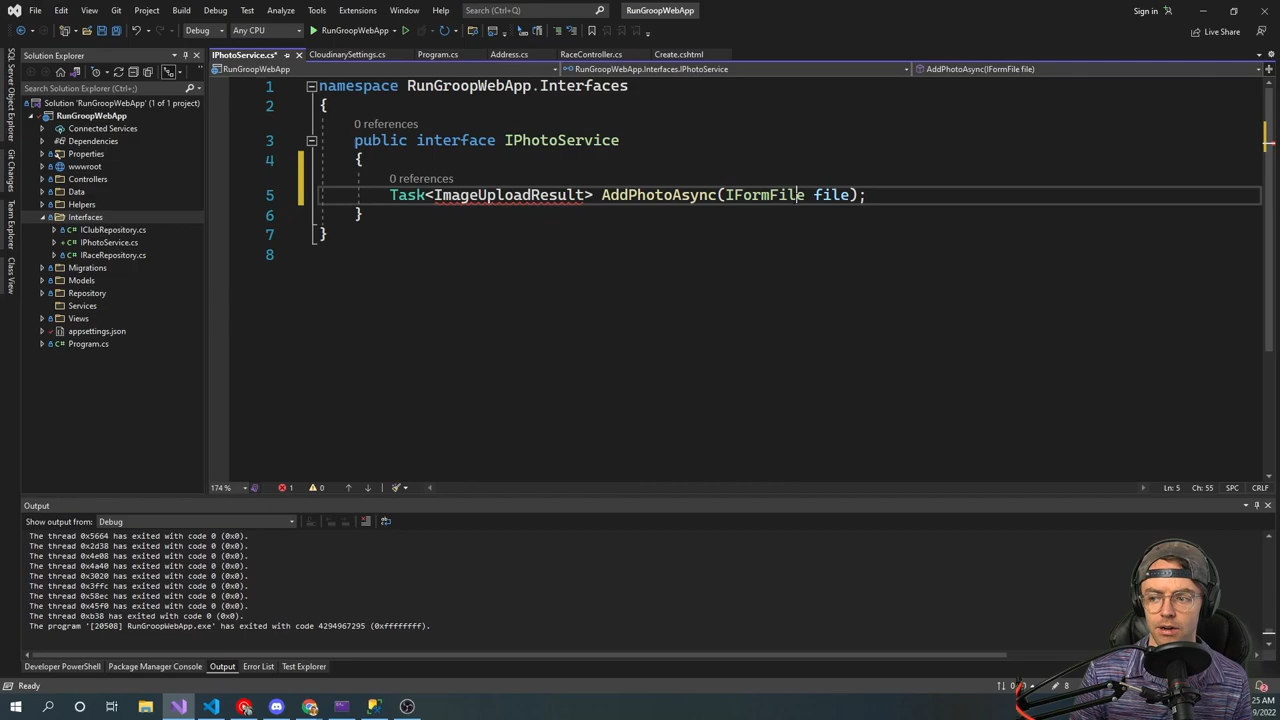 File Edit View Git Project Build Debug Test Analyze Tools Extensions Window Help Search (Ctrl+Q) RunGroopWebApp Sign in
Debug Any CPU RunGroopWebApp Live Share
SQL Server Object Explorer
Git Changes
Team Explorer
Class View
Solution Explorer
Search Solution Explorer (Ctrl+;)
Solution 'RunGroopWebApp' (1 of 1 project)
RunGroopWebApp
Connected Services
Dependencies
Properties
wwwroot
Controllers
Data
Helpers
Interfaces
IClubRepository.cs
IPhotoService.cs
IRaceRepository.cs
Migrations
Models
Repository
Services
Views
appsettings.json
Program.cs
IPhotoService.cs* CloudinarySettings.cs Program.cs Address.cs RaceController.cs Create.cshtml
RunGroopWebApp RunGroopWebApp.Interfaces.IPhotoService AddPhotoAsync(IFormFile file)
1 namespace RunGroopWebApp.Interfaces
2 {
0 references
3 public interface IPhotoService
4 {
0 references
5 Task<ImageUploadResult> AddPhotoAsync(IFormFile file);
6 }
7 }
8
174 % 1 0 Ln: 5 Ch: 55 SPC CRLF
Output
Show output from: Debug
The thread 0x5664 has exited with code 0 (0x0).
The thread 0x2d38 has exited with code 0 (0x0).
The thread 0x4e08 has exited with code 0 (0x0).
The thread 0x4a40 has exited with code 0 (0x0).
The thread 0x3020 has exited with code 0 (0x0).
The thread 0x3ffc has exited with code 0 (0x0).
The thread 0x58ec has exited with code 0 (0x0).
The thread 0x45f0 has exited with code 0 (0x0).
The thread 0xb38 has exited with code 0 (0x0).
The program '[20508] RunGroopWebApp.exe' has exited with code 4294967295 (0xffffffff).
Developer PowerShell Package Manager Console Output Error List Test Explorer
Ready 8